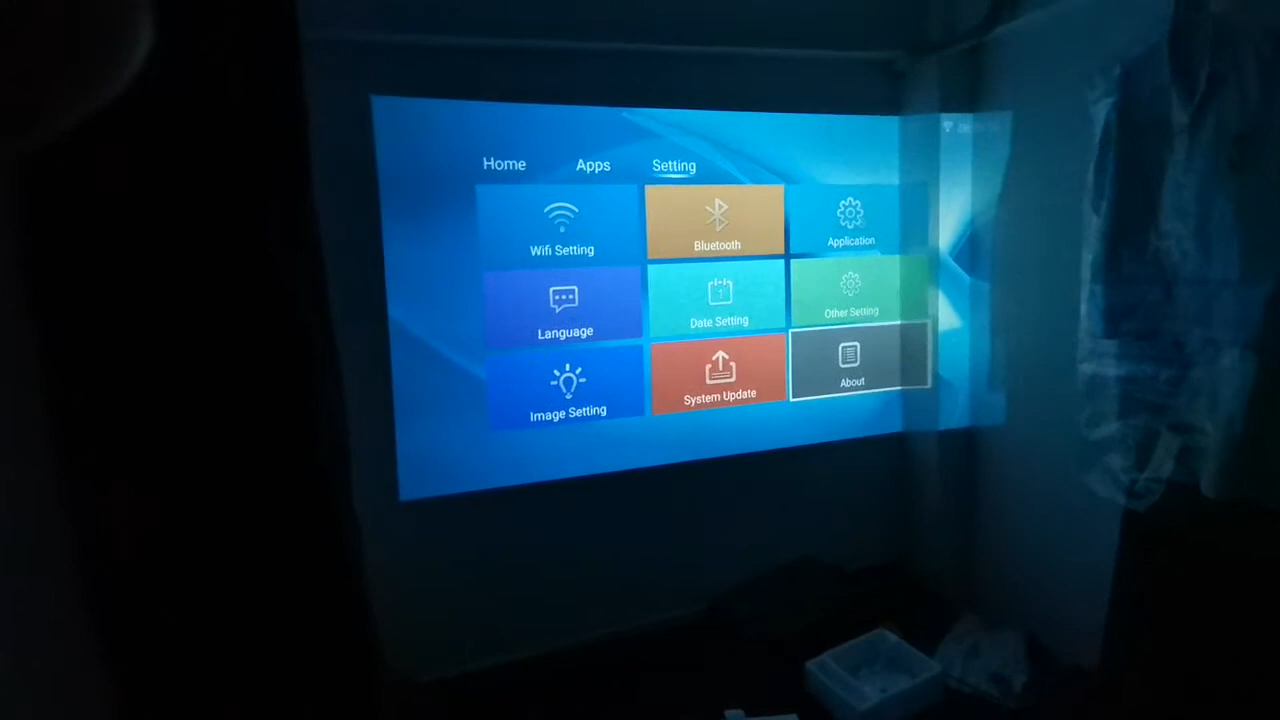 Home Apps Setting
Wifi Setting Bluetooth Application
Language Date Setting Other Setting
Image Setting System Update About